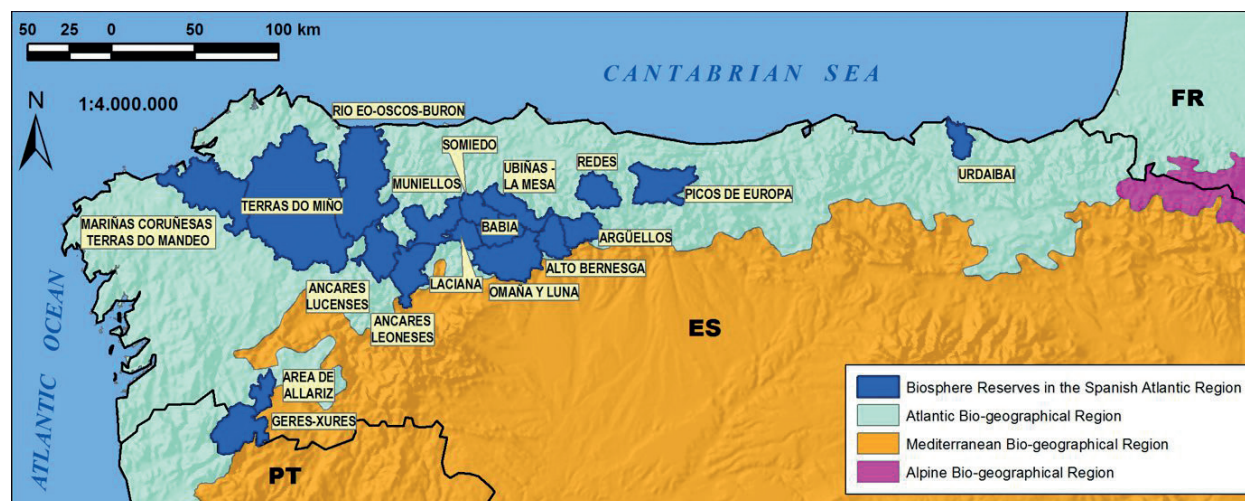 50 25 0 50 100 km
N
1:4.000.000
CANTABRIAN SEA
FR
RIO EO-OSCOS-BURON
SOMIEDO
UBIÑAS -
LA MESA
REDES
MUNIELLOS
PICOS DE EUROPA
URDAIBAI
TERRAS DO MIÑO
MARIÑAS CORUÑESAS
TERRAS DO MANDEO
BABIA
ARGÜELLOS
ALTO BERNESGA
LACIANA
OMAÑA Y LUNA
ANCARES
LUCENSES
ANCARES
LEONESES
ES
ATLANTIC OCEAN
AREA DE
ALLARIZ
GERES-XURES
PT
Biosphere Reserves in the Spanish Atlantic Region
Atlantic Bio-geographical Region
Mediterranean Bio-geographical Region
Alpine Bio-geographical Region